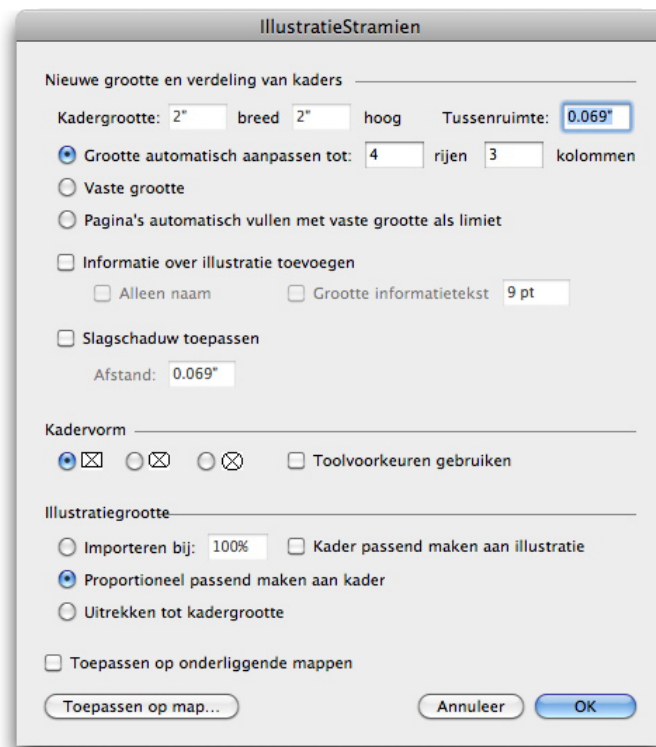 IllustratieStramien
Nieuwe grootte en verdeling van kaders
Kadergrootte: 2" breed 2" hoog Tussenruimte: 0.069"
Grootte automatisch aanpassen tot: 4 rijen 3 kolommen
Vaste grootte
Pagina's automatisch vullen met vaste grootte als limiet
Informatie over illustratie toevoegen
Alleen naam Grootte informatietekst 9 pt
Slagschaduw toepassen
Afstand: 0.069"
Kadervorm
Toolvoorkeuren gebruiken
Illustratiegrootte
Importeren bij: 100% Kader passend maken aan illustratie
Proportioneel passend maken aan kader
Uitrekken tot kadergrootte
Toepassen op onderliggende mappen
Toepassen op map... Annuleer OK